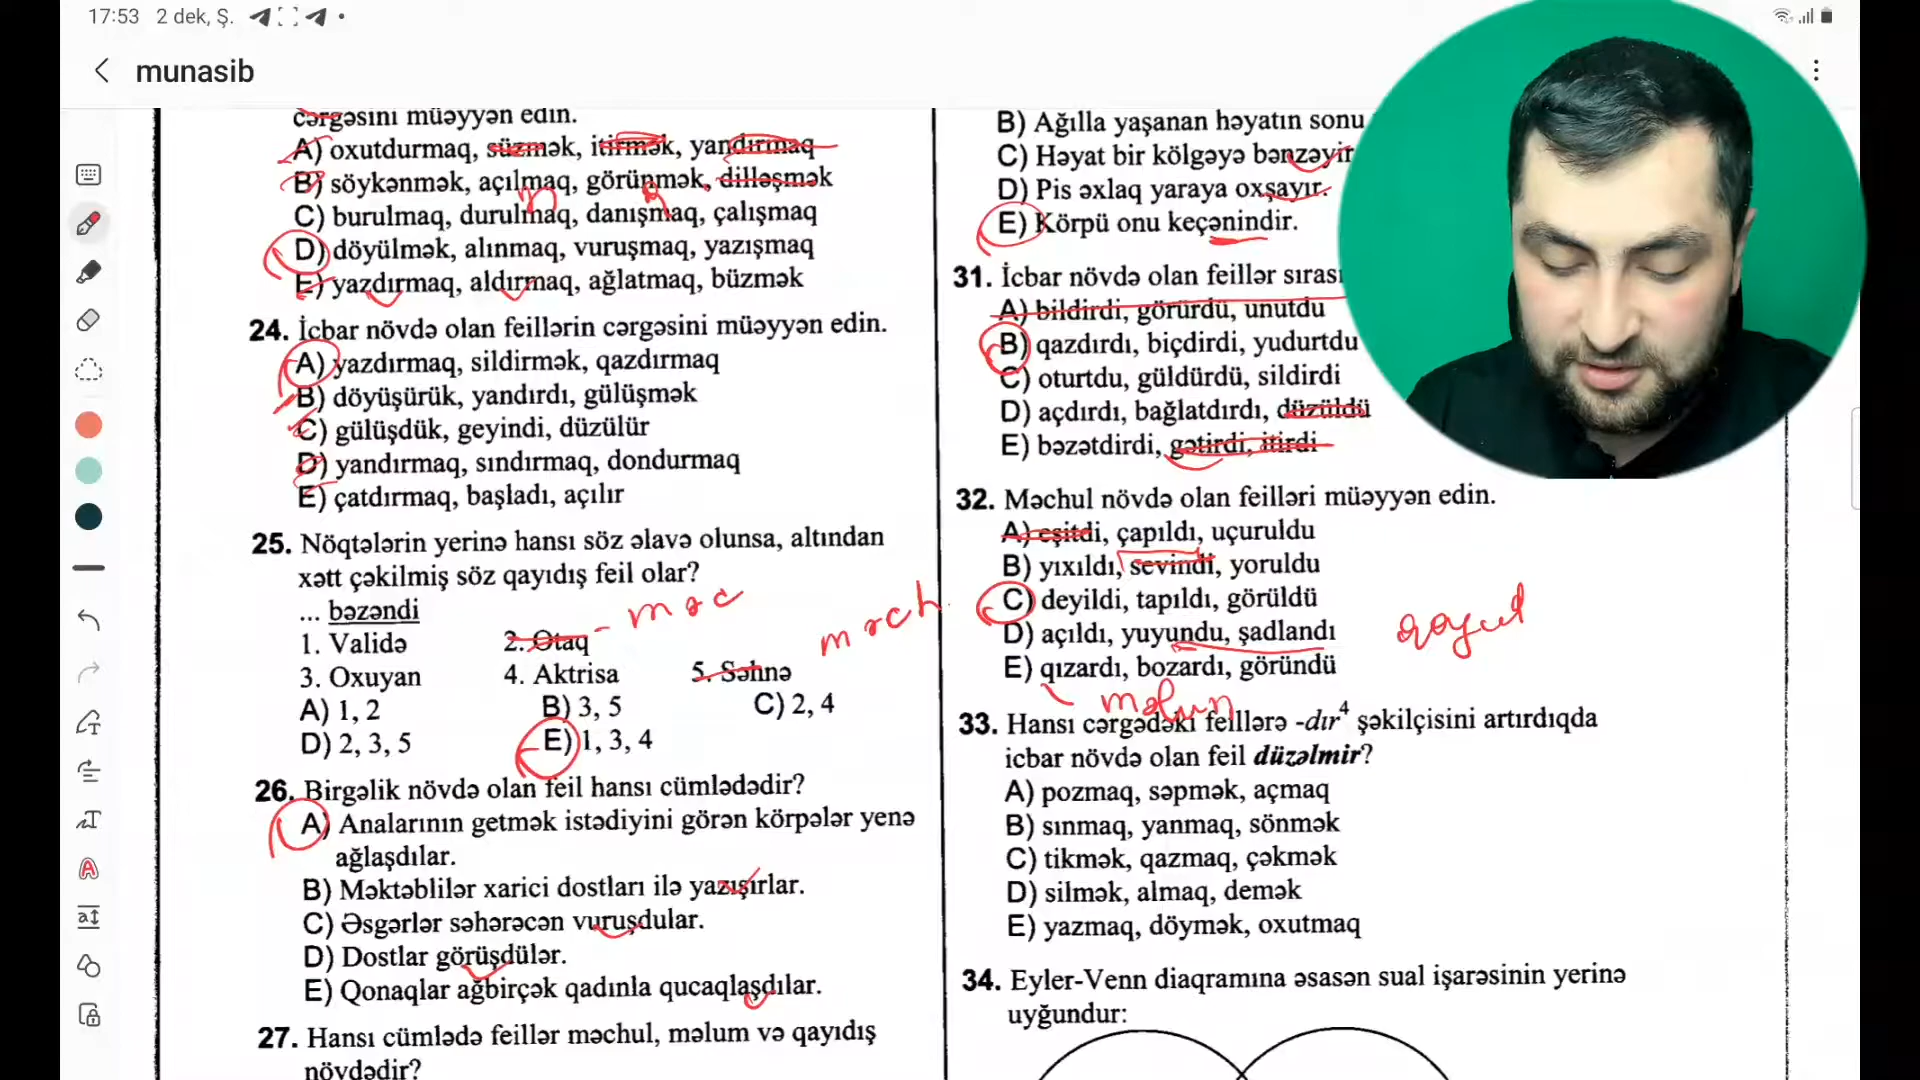 17:53 2 dek, Ş.
munasib
cərgəsini müəyyən edin.
A) oxutdurmaq, süzmək, itirmək, yandırmaq
B) söykənmək, açılmaq, görünmək, dilləşmək
C) burulmaq, durulmaq, danışmaq, çalışmaq
D) döyülmək, alınmaq, vuruşmaq, yazışmaq
E) yazdırmaq, aldırmaq, ağlatmaq, büzmək
24. İcbar növdə olan feillərin cərgəsini müəyyən edin.
A) yazdırmaq, sildirmək, qazdırmaq
B) döyüşürük, yandırdı, gülüşmək
C) gülüşdük, geyindi, düzülür
D) yandırmaq, sındırmaq, dondurmaq
E) çatdırmaq, başladı, açılır
25. Nöqtələrin yerinə hansı söz əlavə olunsa, altından
xətt çəkilmiş söz qayıdış feil olar?
... bəzəndi
məc
1. Validə 2. Otaq
məch
3. Oxuyan 4. Aktrisa 5. Səhnə
A) 1, 2 B) 3, 5 C) 2, 4
D) 2, 3, 5 E) 1, 3, 4
26. Birgəlik növdə olan feil hansı cümlədədir?
A) Analarının getmək istədiyini görən körpələr yenə
ağlaşdılar.
B) Məktəblilər xarici dostları ilə yazışırlar.
C) Əsgərlər səhərəcən vuruşdular.
D) Dostlar görüşdülər.
E) Qonaqlar ağbirçək qadınla qucaqlaşdılar.
27. Hansı cümlədə feillər məchul, məlum və qayıdış
növdədir?
B) Ağılla yaşanan həyatın sonu
C) Həyat bir kölgəyə bənzəyir
D) Pis əxlaq yaraya oxşayır.
E) Körpü onu keçənindir.
31. İcbar növdə olan feillər sırası
A) bildirdi, görürdü, unutdu
B) qazdırdı, biçdirdi, yudurtdu
C) oturtdu, güldürdü, sildirdi
D) açdırdı, bağlatdırdı, düzüldü
E) bəzətdirdi, gətirdi, itirdi
32. Məchul növdə olan feilləri müəyyən edin.
A) eşitdi, çapıldı, uçuruldu
B) yıxıldı, sevindi, yoruldu
C) deyildi, tapıldı, görüldü
D) açıldı, yuyundu, şadlandı
E) qızardı, bozardı, göründü
məlum
33. Hansı cərgədəki feillərə -dır⁴ şəkilçisini artırdıqda
icbar növdə olan feil düzəlmir?
A) pozmaq, səpmək, açmaq
B) sınmaq, yanmaq, sönmək
C) tikmək, qazmaq, çəkmək
D) silmək, almaq, demək
E) yazmaq, döymək, oxutmaq
34. Eyler-Venn diaqramına əsasən sual işarəsinin yerinə
uyğundur: